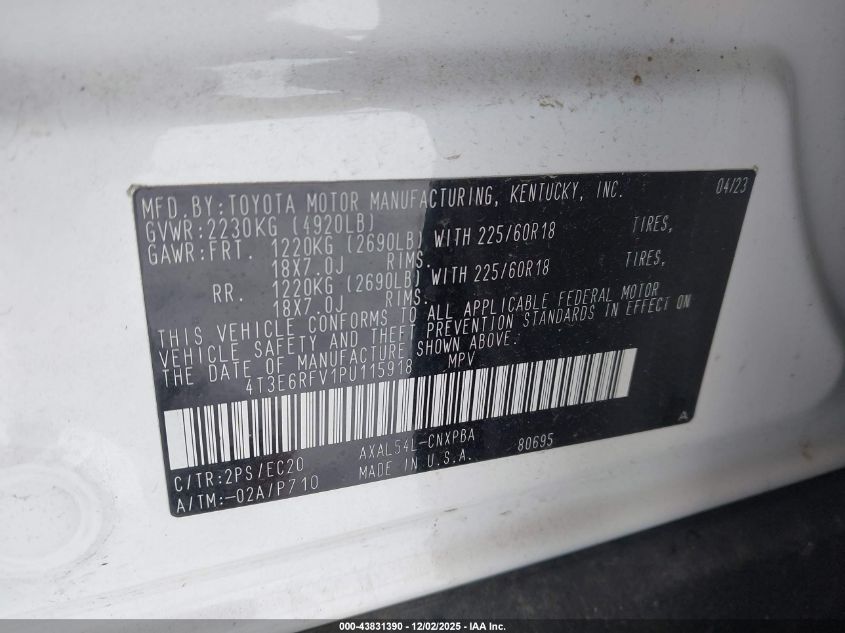 MFD.BY:TOYOTA MOTOR MANUFACTURING, KENTUCKY, INC. 04/23
GVWR:2230KG (4920LB)
GAWR:FRT. 1220KG (2690LB) WITH 225/60R18 TIRES,
18X7.0J RIMS.
RR. 1220KG (2690LB) WITH 225/60R18 TIRES,
18X7.0J RIMS.
THIS VEHICLE CONFORMS TO ALL APPLICABLE FEDERAL MOTOR
VEHICLE SAFETY AND THEFT PREVENTION STANDARDS IN EFFECT ON
THE DATE OF MANUFACTURE SHOWN ABOVE.
4T3E6RFV1PU115918 MPV
A
C/TR:2PS/EC20 AXAL54L-CNXPBA 80695
A/TM:-02A/P710 MADE IN U.S.A.
000-43831390 - 12/02/2025 - IAA Inc.